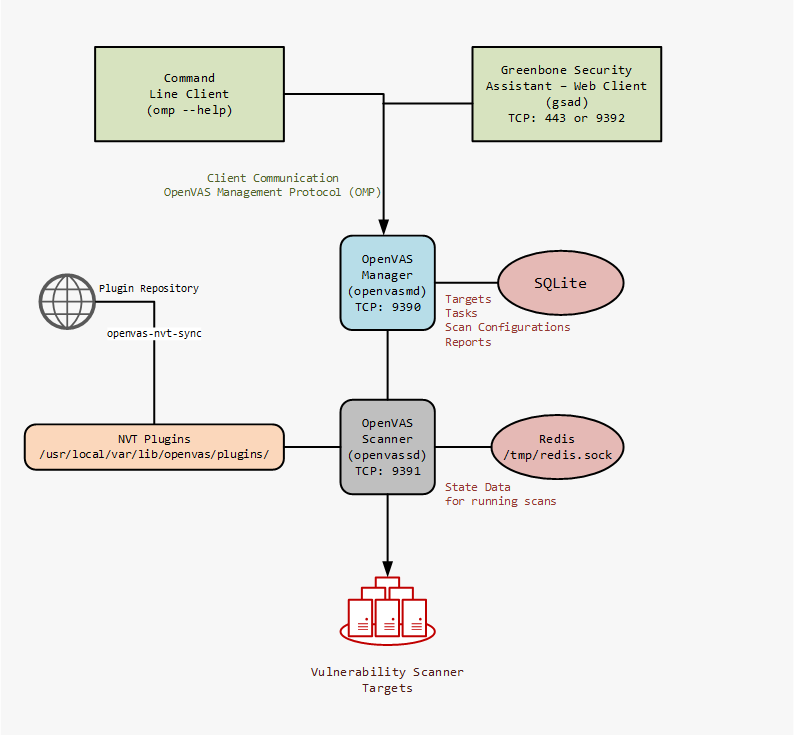 Command
Line Client
(omp --help)
Greenbone Security
Assistant – Web Client
(gsad)
TCP: 443 or 9392
Client Communication
OpenVAS Management Protocol (OMP)
OpenVAS
Manager
(openvasmd)
TCP: 9390
SQLite
Targets
Tasks
Scan Configurations
Reports
Plugin Repository
openvas-nvt-sync
NVT Plugins
/usr/local/var/lib/openvas/plugins/
OpenVAS
Scanner
(openvassd)
TCP: 9391
Redis
/tmp/redis.sock
State Data
for running scans
Vulnerability Scanner
Targets